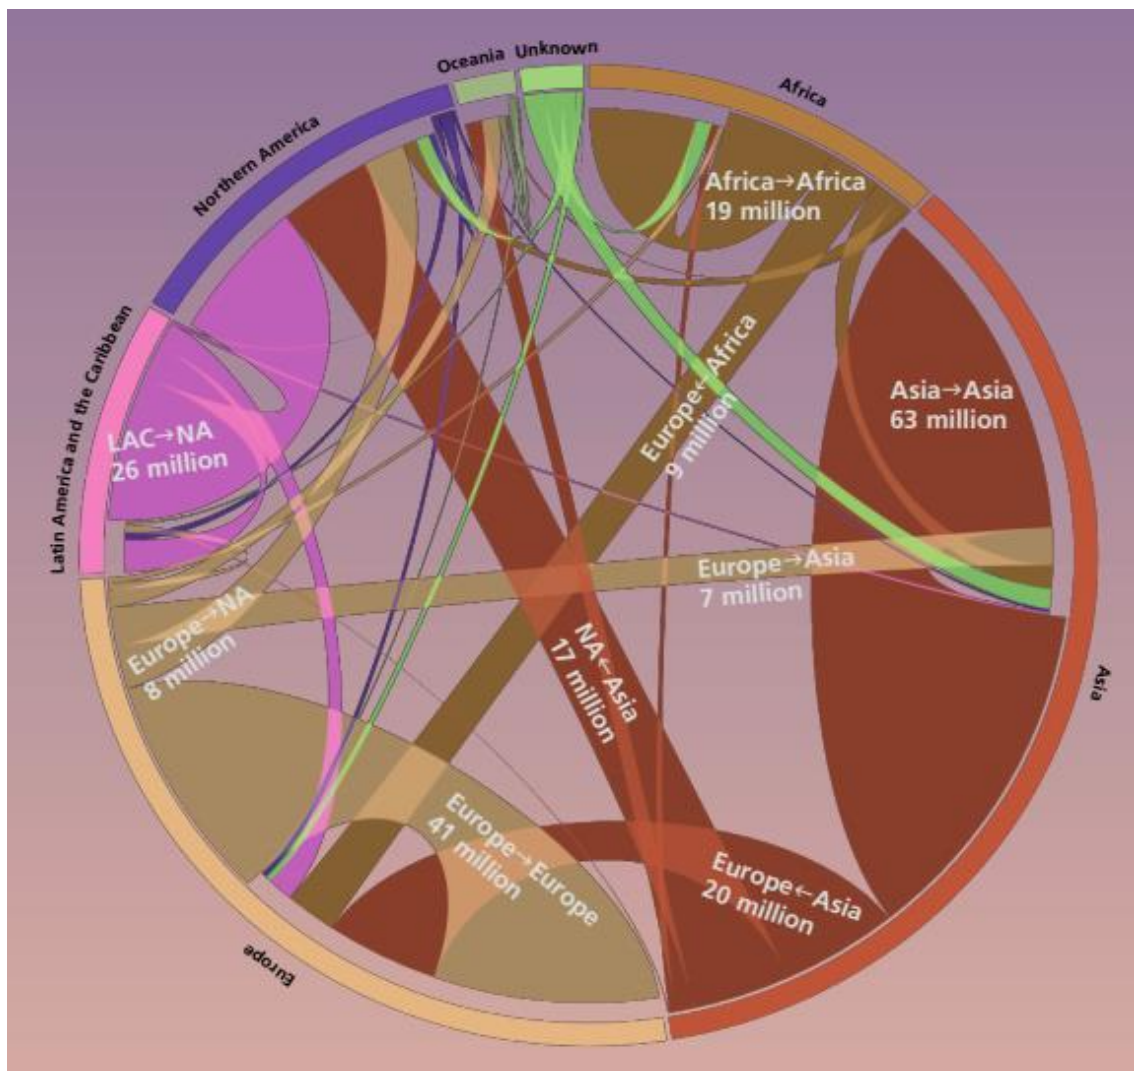 Oceania
Unknown
Africa
Northern America
Africa→Africa
19 million
Latin America and the Caribbean
Europe←Africa
9 million
Asia→Asia
63 million
LAC→NA
26 million
Europe→Asia
7 million
Europe→NA
8 million
NA←Asia
17 million
Asia
Europe→Europe
41 million
Europe←Asia
20 million
Europe